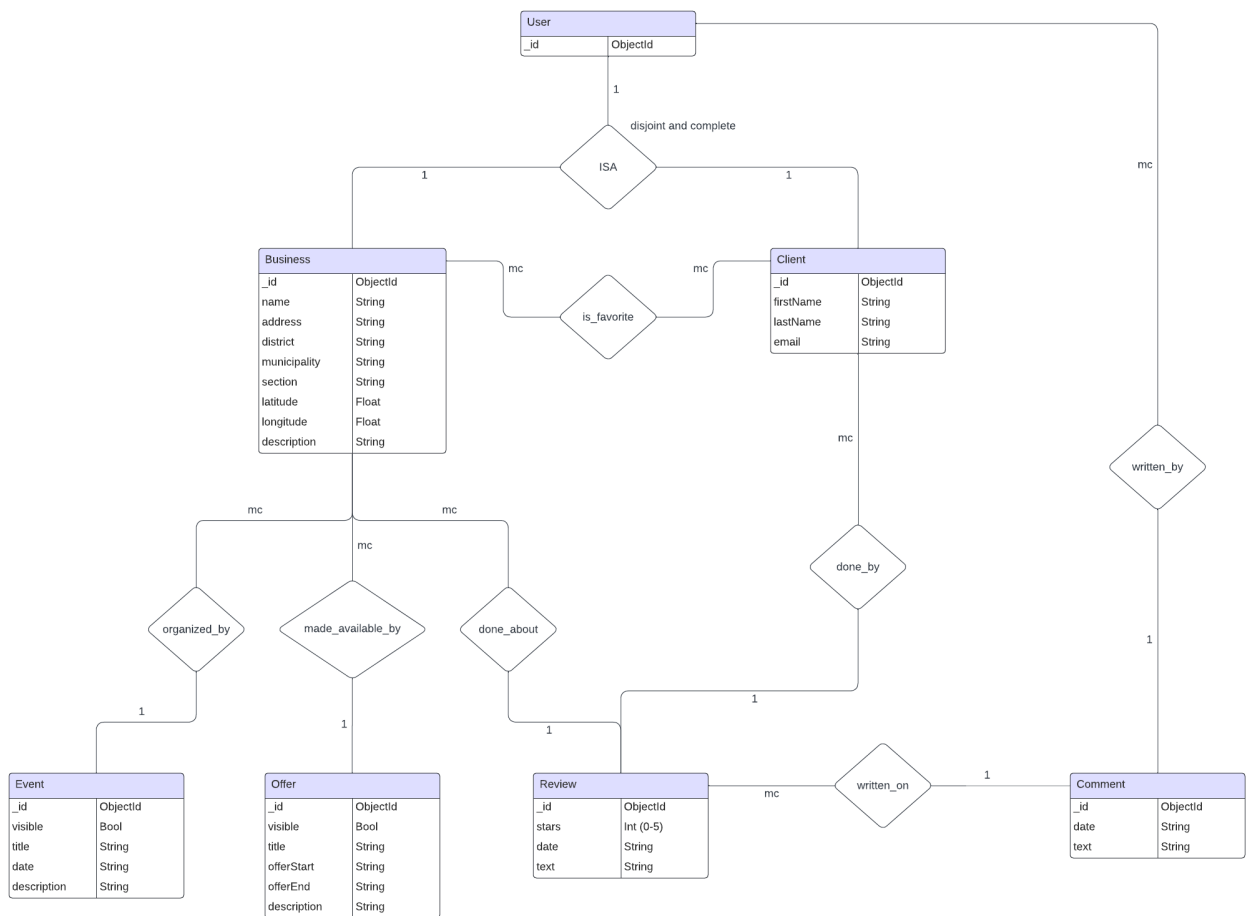 User
_id ObjectId
1
disjoint and complete
ISA
1
1
mc
Business
_id ObjectId
name String
address String
district String
municipality String
section String
latitude Float
longitude Float
description String
mc
mc
is_favorite
Client
_id ObjectId
firstName String
lastName String
email String
mc
written_by
mc
mc
mc
done_by
organized_by
made_available_by
done_about
1
1
1
1
1
Event
_id ObjectId
visible Bool
title String
date String
description String
Offer
_id ObjectId
visible Bool
title String
offerStart String
offerEnd String
description String
Review
_id ObjectId
stars Int (0-5)
date String
text String
mc
written_on
1
Comment
_id ObjectId
date String
text String